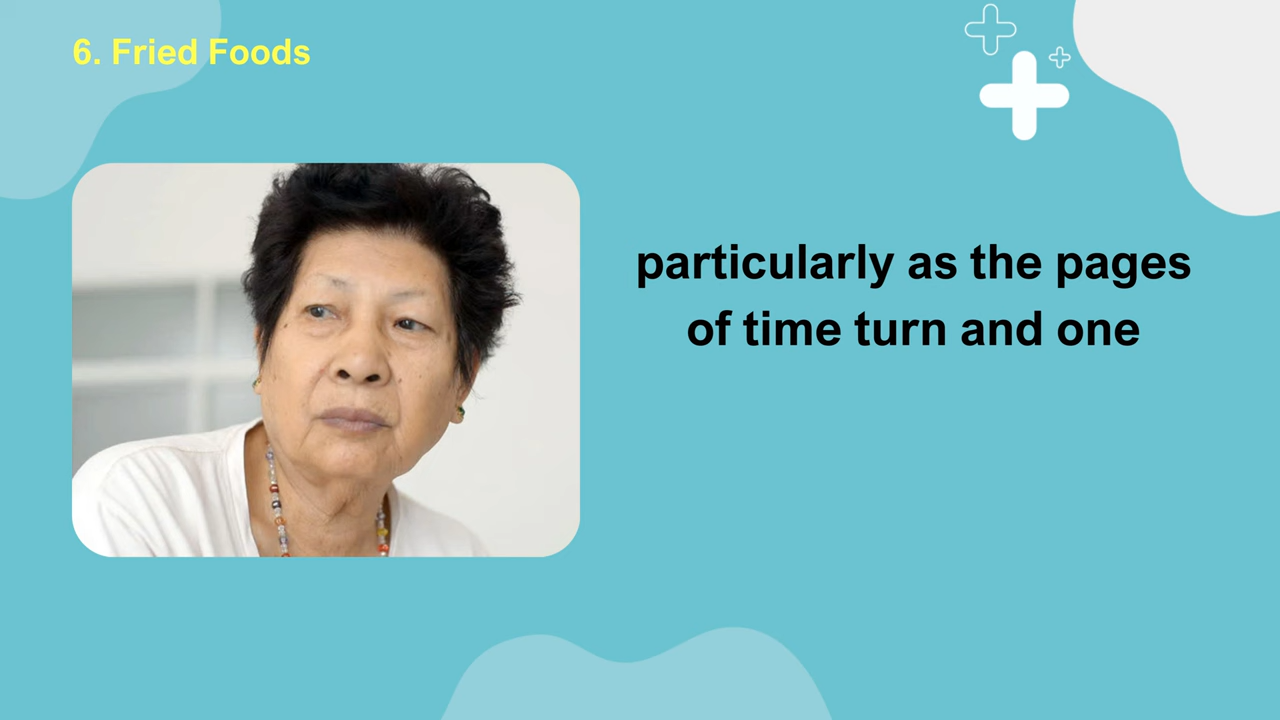 6. Fried Foods
particularly as the pages
of time turn and one